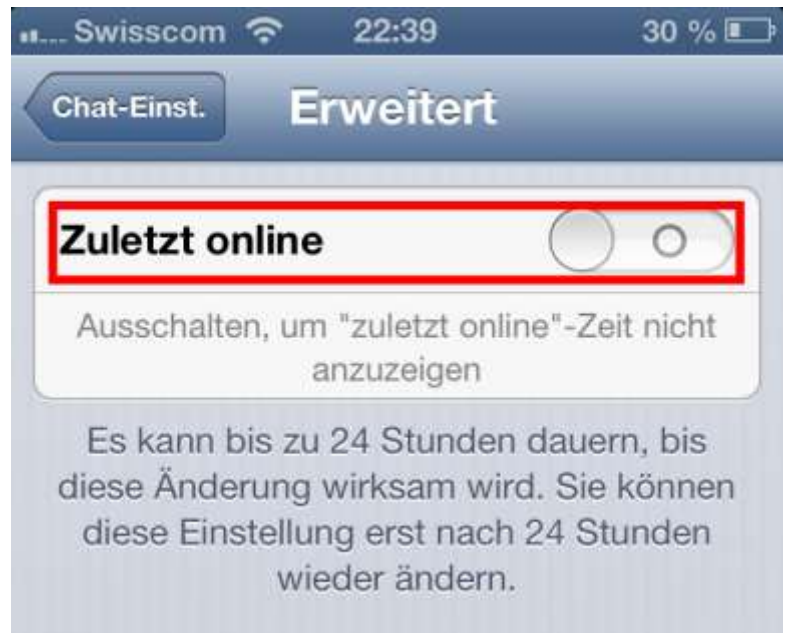 Swisscom 22:39 30 %
Chat-Einst. Erweitert
Zuletzt online
Ausschalten, um "zuletzt online"-Zeit nicht
anzuzeigen
Es kann bis zu 24 Stunden dauern, bis
diese Änderung wirksam wird. Sie können
diese Einstellung erst nach 24 Stunden
wieder ändern.